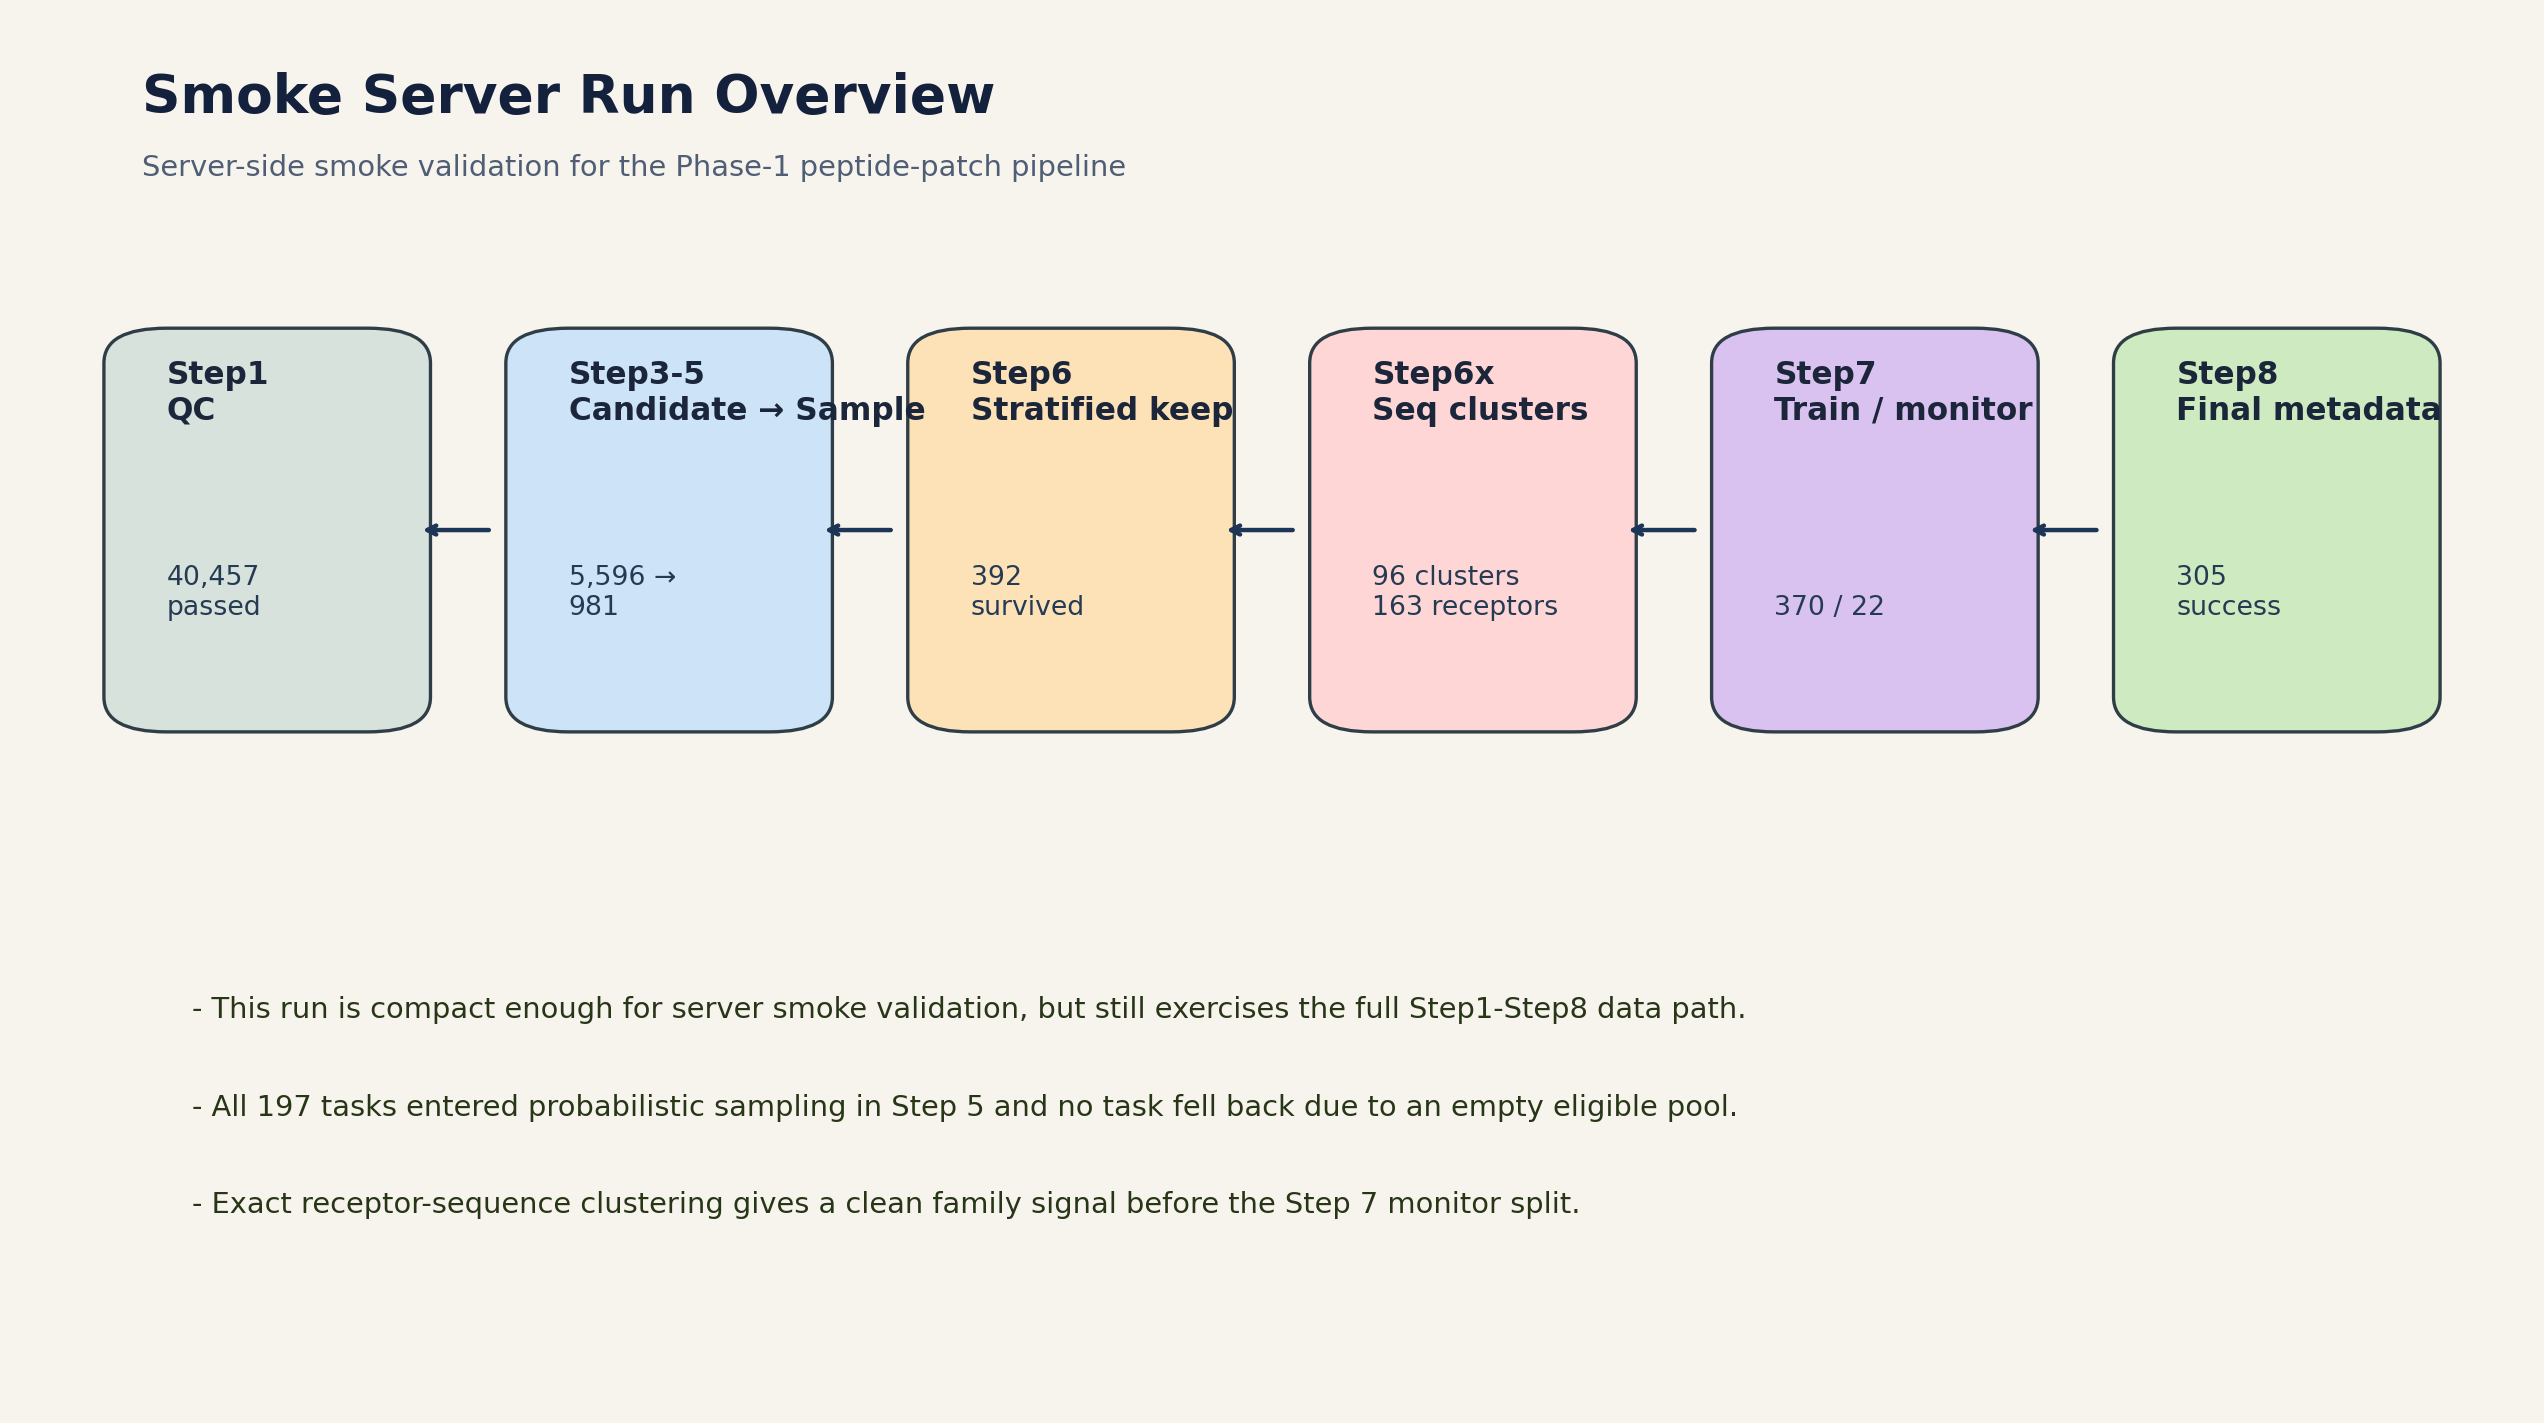 Smoke Server Run Overview
Server-side smoke validation for the Phase-1 peptide-patch pipeline
Step1
QC
40,457
passed
Step3-5
Candidate → Sample
5,596 →
981
Step6
Stratified keep
392
survived
Step6x
Seq clusters
96 clusters
163 receptors
Step7
Train / monitor
370 / 22
Step8
Final metadata
305
success
- This run is compact enough for server smoke validation, but still exercises the full Step1-Step8 data path.
- All 197 tasks entered probabilistic sampling in Step 5 and no task fell back due to an empty eligible pool.
- Exact receptor-sequence clustering gives a clean family signal before the Step 7 monitor split.